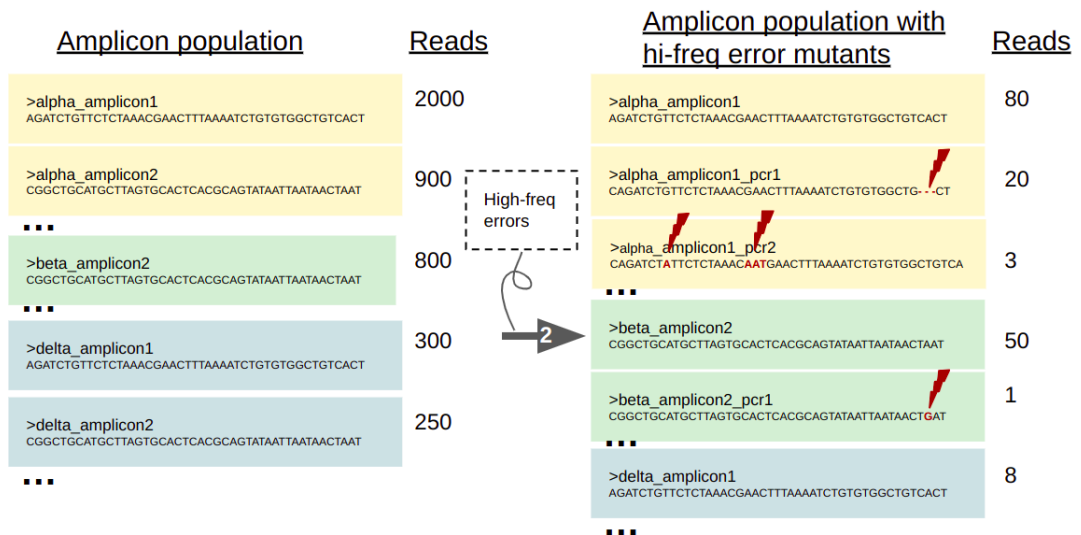 Amplicon population
Reads
>alpha_amplicon1
AGATCTGTTCTCTAAACGAACTTTAAAATCTGTGTGGCTGTCACT
2000
>alpha_amplicon2
CGGCTGCATGCTTAGTGCACTCACGCAGTATAATTAATAACTAAT
900
...
>beta_amplicon2
CGGCTGCATGCTTAGTGCACTCACGCAGTATAATTAATAACTAAT
800
...
>delta_amplicon1
AGATCTGTTCTCTAAACGAACTTTAAAATCTGTGTGGCTGTCACT
300
>delta_amplicon2
CGGCTGCATGCTTAGTGCACTCACGCAGTATAATTAATAACTAAT
250
...
High-freq
errors
2
Amplicon population with
hi-freq error mutants
Reads
>alpha_amplicon1
AGATCTGTTCTCTAAACGAACTTTAAAATCTGTGTGGCTGTCACT
80
>alpha_amplicon1_pcr1
CAGATCTGTTCTCTAAACGAACTTTAAAATCTGTGTGGCTG---CT
20
>alpha_amplicon1_pcr2
CAGATCTATTCTCTAAACAATGAACTTTAAAATCTGTGTGGCTGTCA
3
...
>beta_amplicon2
CGGCTGCATGCTTAGTGCACTCACGCAGTATAATTAATAACTAAT
50
>beta_amplicon2_pcr1
CGGCTGCATGCTTAGTGCACTCACGCAGTATAATTAATAACTGAT
1
...
>delta_amplicon1
AGATCTGTTCTCTAAACGAACTTTAAAATCTGTGTGGCTGTCACT
8
...